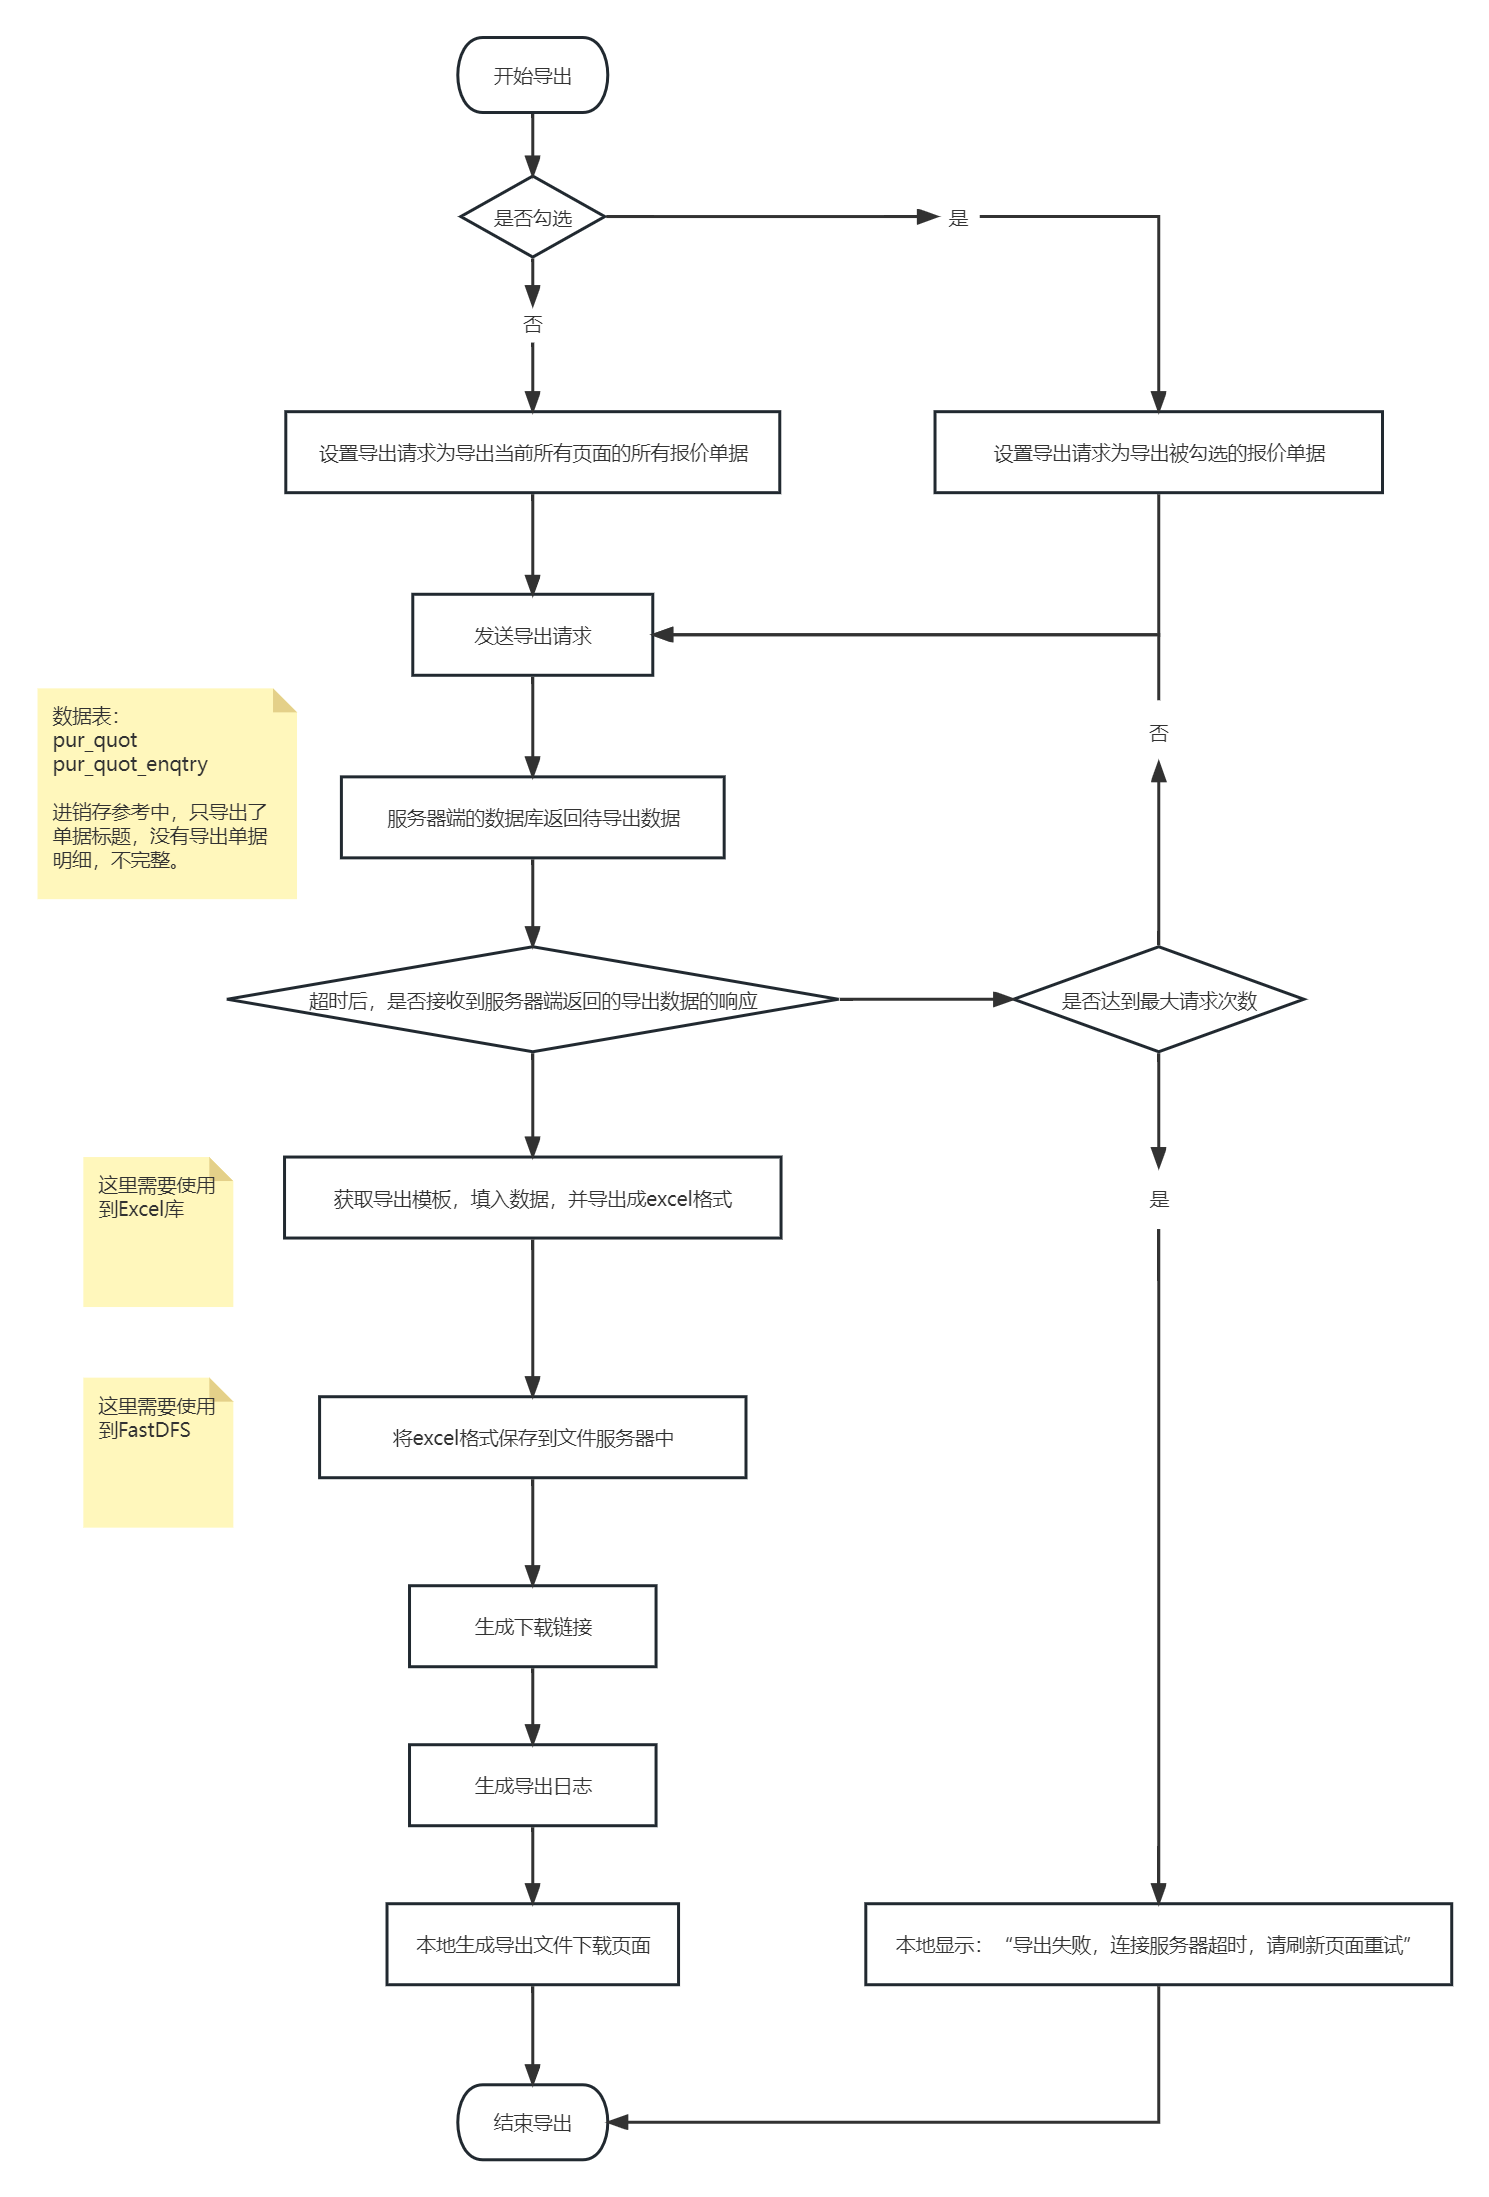 开始导出
是否勾选
是
否
设置导出请求为导出当前所有页面的所有报价单据
设置导出请求为导出被勾选的报价单据
发送导出请求
数据表：
pur_quot
pur_quot_enqtry
进销存参考中，只导出了
单据标题，没有导出单据
明细，不完整。
否
服务器端的数据库返回待导出数据
超时后，是否接收到服务器端返回的导出数据的响应
是否达到最大请求次数
这里需要使用
到Excel库
获取导出模板，填入数据，并导出成excel格式
是
这里需要使用
到FastDFS
将excel格式保存到文件服务器中
生成下载链接
生成导出日志
本地生成导出文件下载页面
本地显示：“导出失败，连接服务器超时，请刷新页面重试”
结束导出